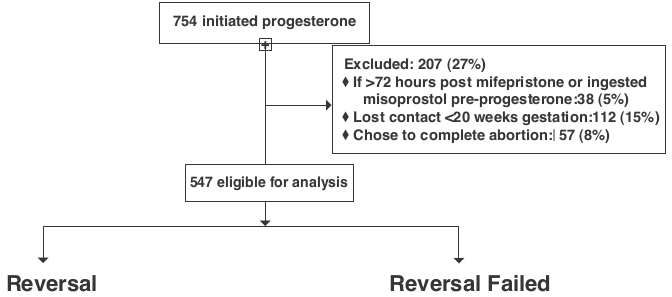 754 initiated progesterone
Excluded: 207 (27%)
♦ If >72 hours post mifepristone or ingested
misoprostol pre-progesterone:38 (5%)
♦ Lost contact <20 weeks gestation:112 (15%)
♦ Chose to complete abortion: 57 (8%)
547 eligible for analysis
Reversal
Reversal Failed